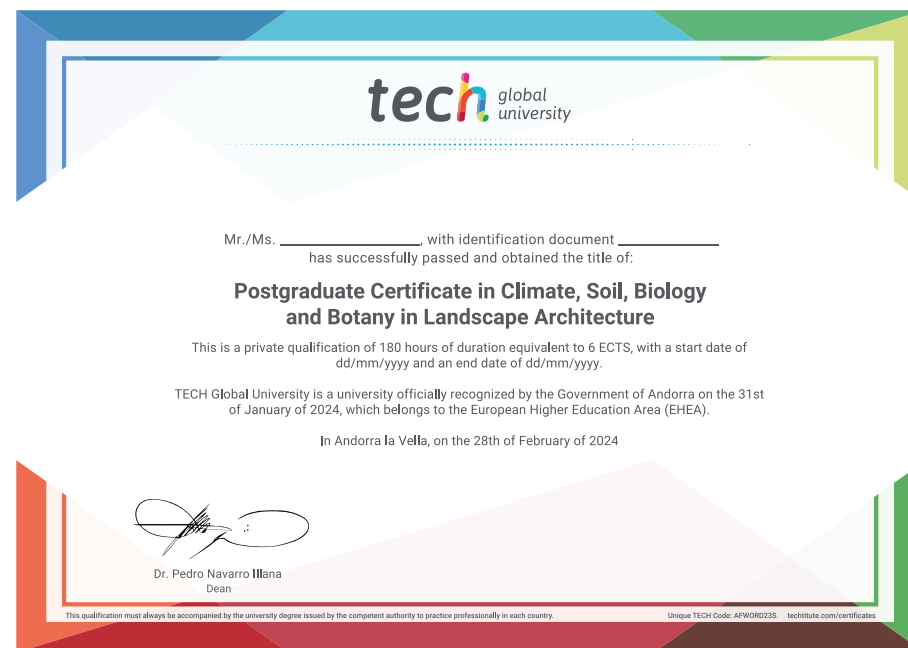 tech global university
Mr./Ms. ____________, with identification document ____________
has successfully passed and obtained the title of:
Postgraduate Certificate in Climate, Soil, Biology
and Botany in Landscape Architecture
This is a private qualification of 180 hours of duration equivalent to 6 ECTS, with a start date of
dd/mm/yyyy and an end date of dd/mm/yyyy.
TECH Global University is a university officially recognized by the Government of Andorra on the 31st
of January of 2024, which belongs to the European Higher Education Area (EHEA).
In Andorra la Vella, on the 28th of February of 2024
Dr. Pedro Navarro Illana
Dean
This qualification must always be accompanied by the university degree issued by the competent authority to practice professionally in each country.
Unique TECH Code: AFWORD23S techtitute.com/certificates